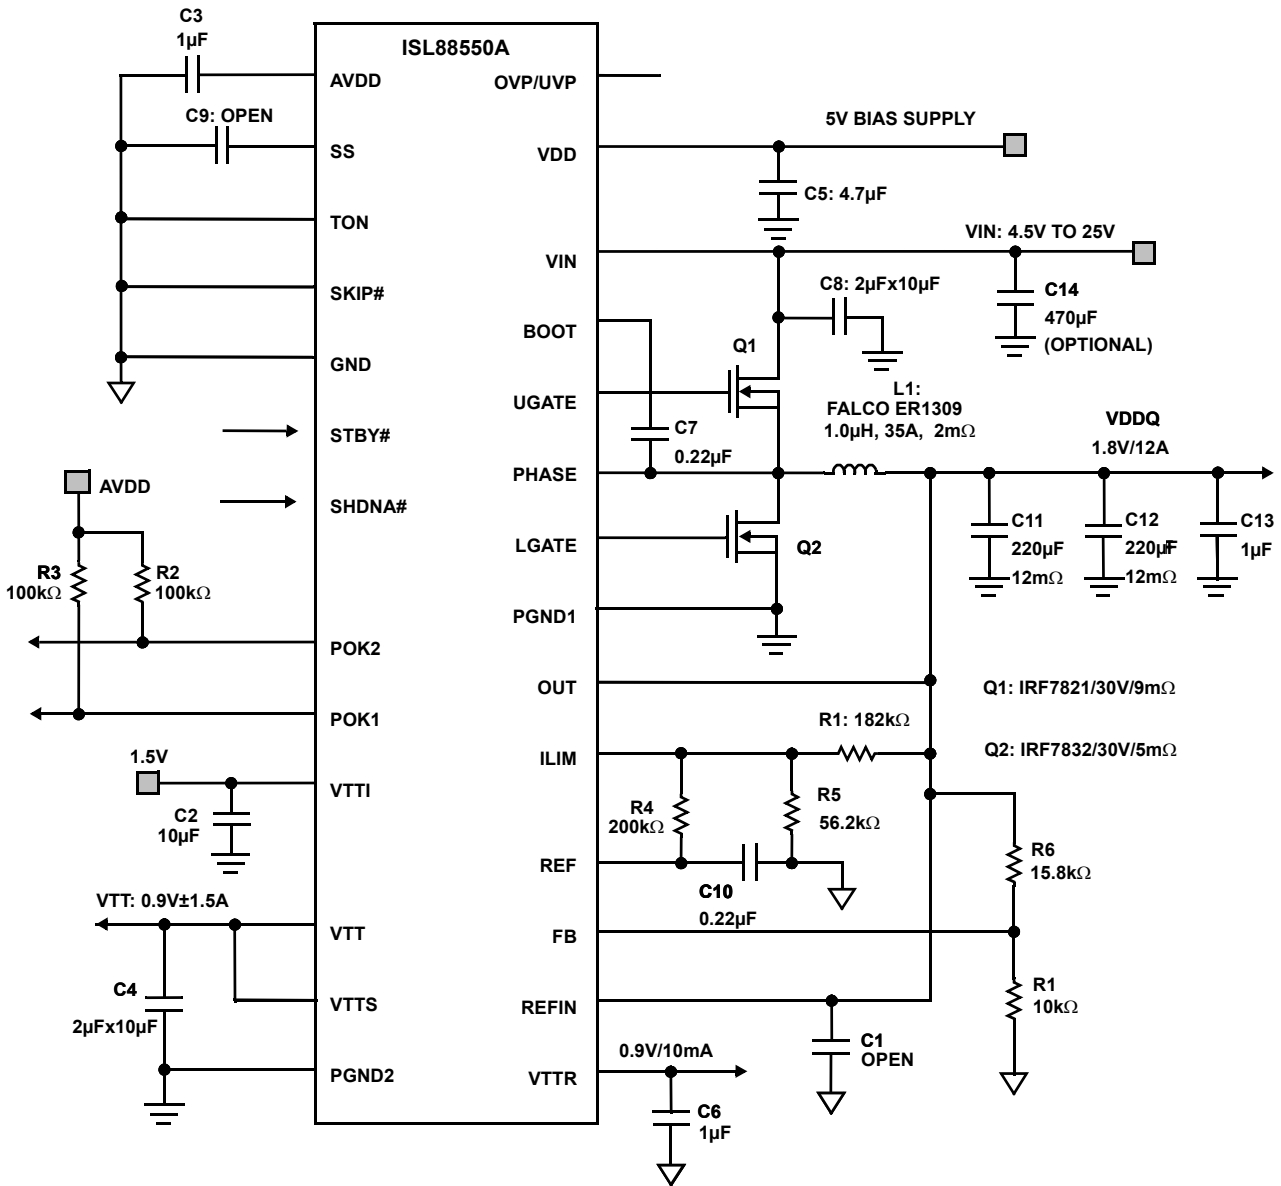 C3
1µF
ISL88550A
AVDD
OVP/UVP
C9: OPEN
5V BIAS SUPPLY
SS
VDD
C5: 4.7µF
TON
VIN: 4.5V TO 25V
VIN
C8: 2µFx10µF
SKIP#
C14
470µF
(OPTIONAL)
BOOT
Q1
GND
L1:
FALCO ER1309
1.0µH, 35A, 2mΩ
UGATE
VDDQ
1.8V/12A
C7
0.22µF
STBY#
PHASE
AVDD
SHDNA#
C11
220µF
12mΩ
C12
220µF
12mΩ
C13
1µF
LGATE
Q2
R3
100kΩ
R2
100kΩ
PGND1
POK2
OUT
Q1: IRF7821/30V/9mΩ
POK1
R1: 182kΩ
1.5V
ILIM
Q2: IRF7832/30V/5mΩ
VTTI
R4
200kΩ
R5
56.2kΩ
C2
10µF
R6
15.8kΩ
REF
C10
0.22µF
VTT: 0.9V±1.5A
VTT
FB
C4
2µFx10µF
VTTS
REFIN
R1
10kΩ
C1
OPEN
0.9V/10mA
PGND2
VTTR
C6
1µF